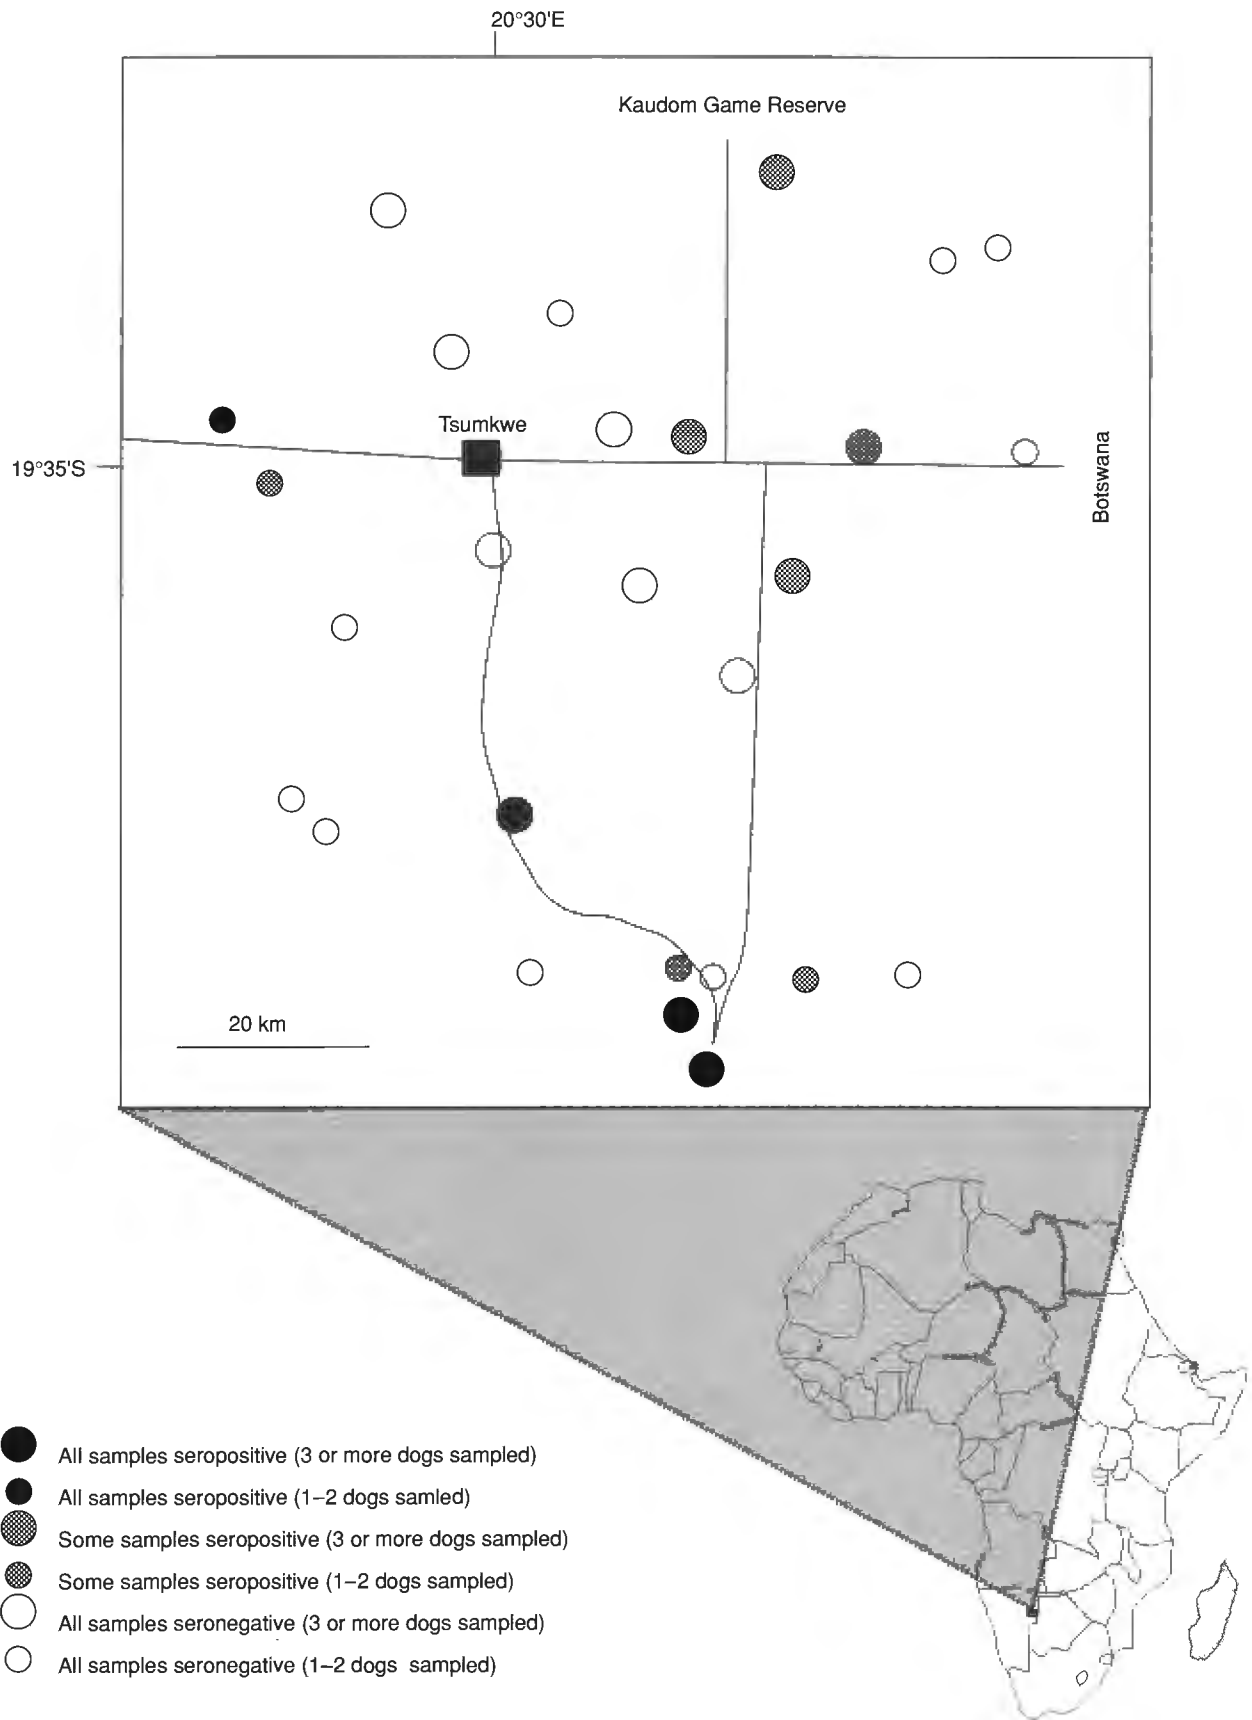 20°30'E
Kaudom Game Reserve
Tsumkwe
19°35'S
Botswana
20 km
All samples seropositive (3 or more dogs sampled)
All samples seropositive (1–2 dogs samled)
Some samples seropositive (3 or more dogs sampled)
Some samples seropositive (1–2 dogs sampled)
All samples seronegative (3 or more dogs sampled)
All samples seronegative (1–2 dogs sampled)